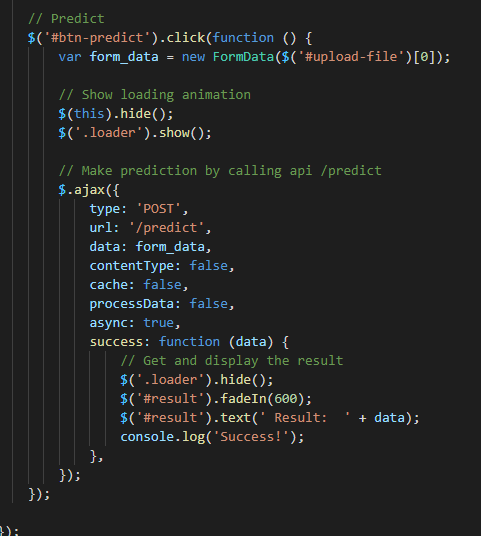 // Predict
$('#btn-predict').click(function () {
var form_data = new FormData($('#upload-file')[0]);
// Show loading animation
$(this).hide();
$('.loader').show();
// Make prediction by calling api /predict
$.ajax({
type: 'POST',
url: '/predict',
data: form_data,
contentType: false,
cache: false,
processData: false,
async: true,
success: function (data) {
// Get and display the result
$('.loader').hide();
$('#result').fadeIn(600);
$('#result').text(' Result:  ' + data);
console.log('Success!');
},
});
});
});